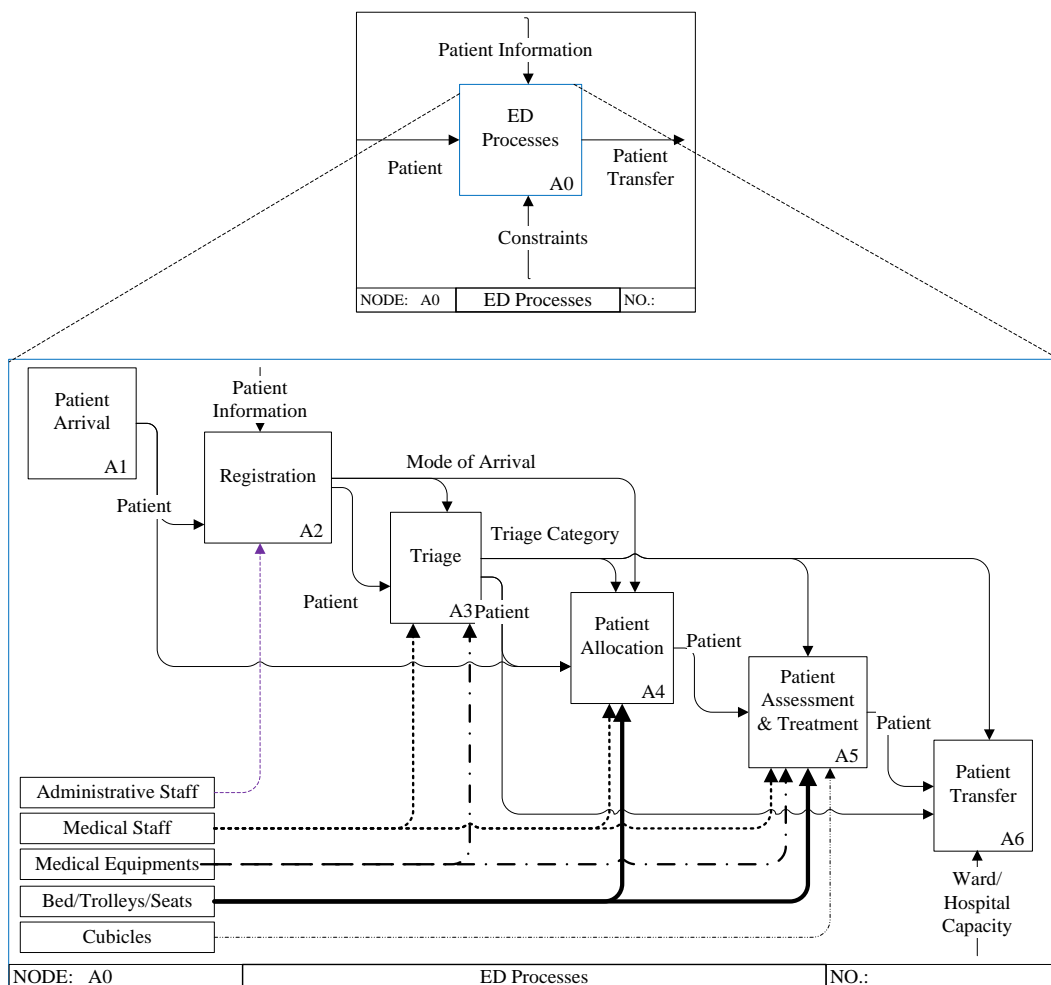 Patient Information
ED
Processes
A0
Patient
Patient
Transfer
Constraints
NODE: A0
ED Processes
NO.:
Patient
Arrival
A1
Patient
Information
Patient
Registration
A2
Mode of Arrival
Triage
A3
Triage Category
Patient
Patient
Patient
Allocation
A4
Patient
Patient
Assessment
& Treatment
A5
Patient
Patient
Transfer
A6
Administrative Staff
Medical Staff
Medical Equipments
Bed/Trolleys/Seats
Cubicles
Ward/
Hospital
Capacity
NODE: A0
ED Processes
NO.: